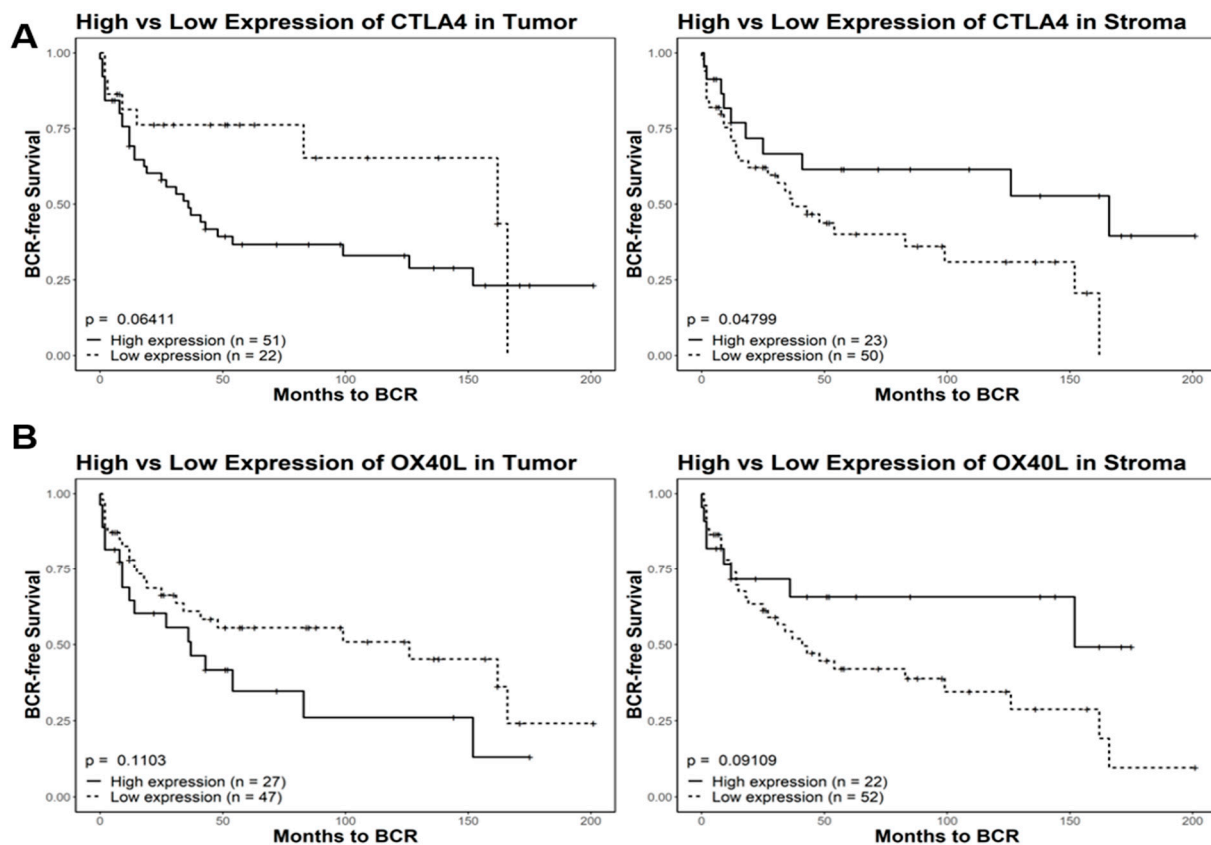 A
High vs Low Expression of CTLA4 in Tumor
BCR-free Survival
1.00
0.75
0.50
0.25
0.00
p = 0.06411
High expression (n = 51)
Low expression (n = 22)
0 50 100 150 200
Months to BCR
High vs Low Expression of CTLA4 in Stroma
BCR-free Survival
1.00
0.75
0.50
0.25
0.00
p = 0.04799
High expression (n = 23)
Low expression (n = 50)
0 50 100 150 200
Months to BCR
B
High vs Low Expression of OX40L in Tumor
BCR-free Survival
1.00
0.75
0.50
0.25
0.00
p = 0.1103
High expression (n = 27)
Low expression (n = 47)
0 50 100 150 200
Months to BCR
High vs Low Expression of OX40L in Stroma
BCR-free Survival
1.00
0.75
0.50
0.25
0.00
p = 0.09109
High expression (n = 22)
Low expression (n = 52)
0 50 100 150 200
Months to BCR